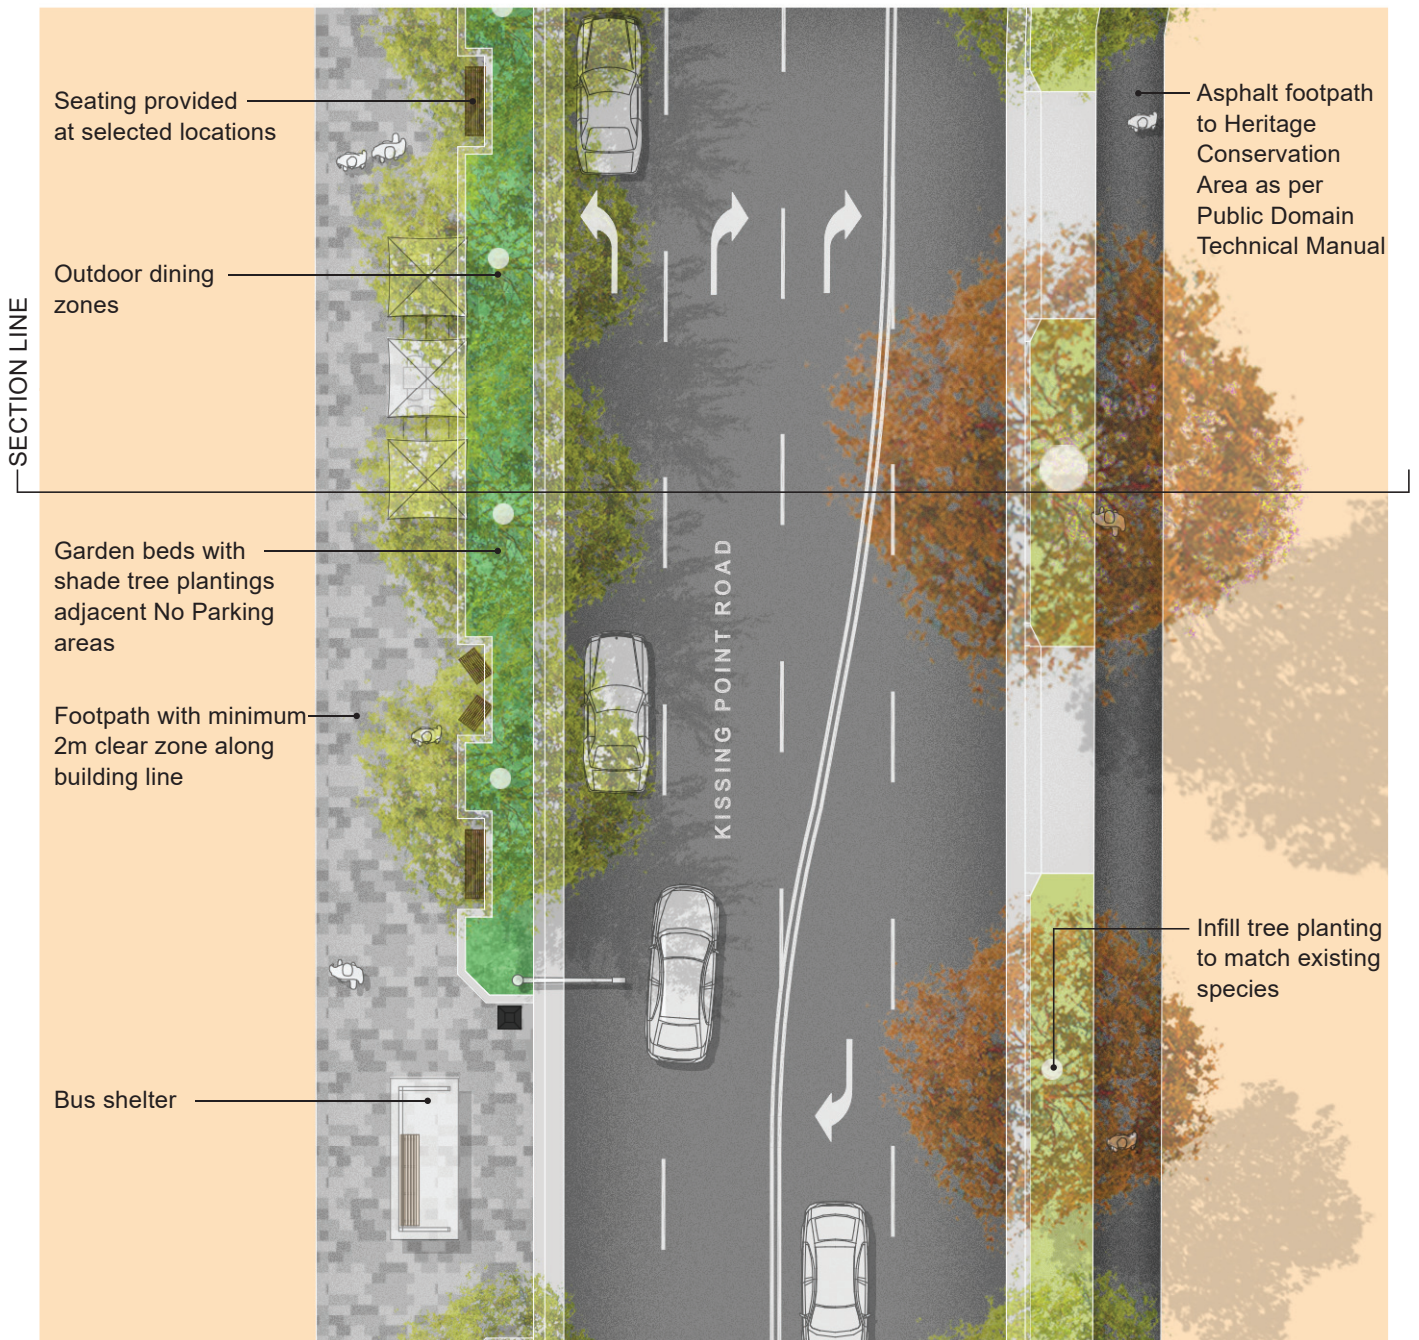 Seating provided
at selected locations
Outdoor dining
zones
SECTION LINE
Garden beds with
shade tree plantings
adjacent No Parking
areas
Footpath with minimum
2m clear zone along
building line
Bus shelter
KISSING POINT ROAD
Asphalt footpath
to Heritage
Conservation
Area as per
Public Domain
Technical Manual
Infill tree planting
to match existing
species